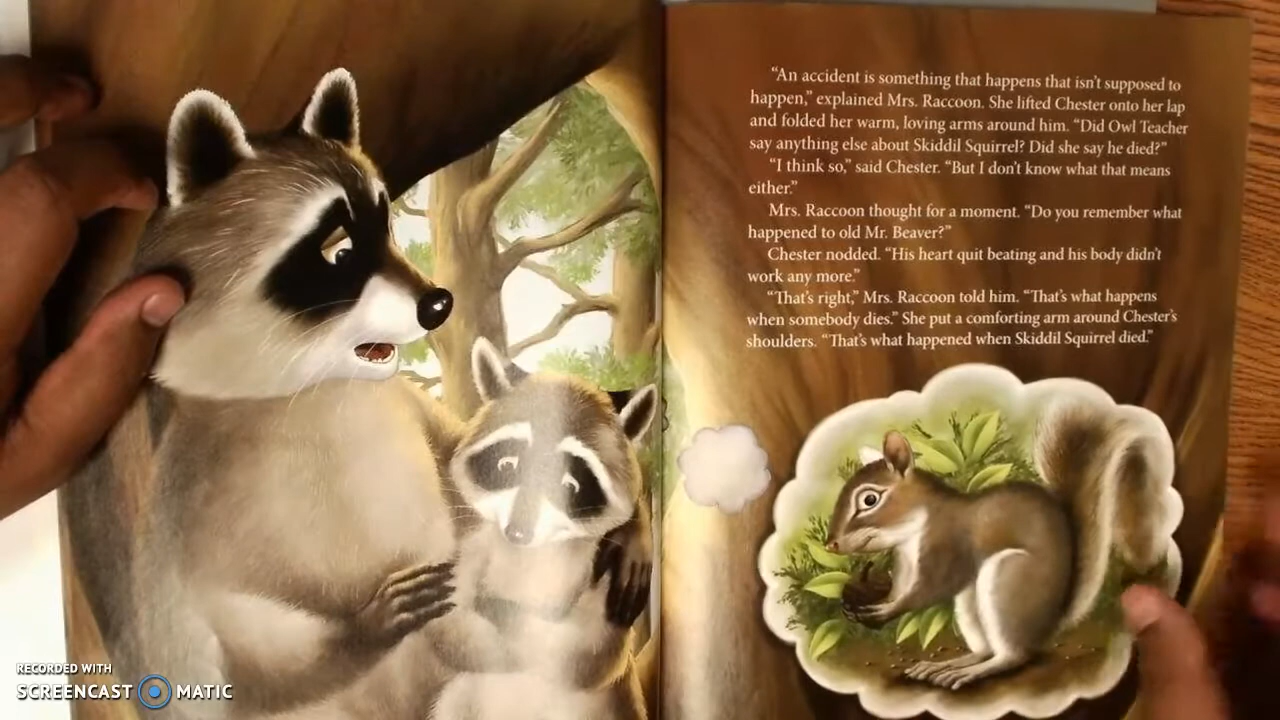 “An accident is something that happens that isn’t supposed to
happen,” explained Mrs. Raccoon. She lifted Chester onto her lap
and folded her warm, loving arms around him. “Did Owl Teacher
say anything else about Skiddil Squirrel? Did she say he died?”
“I think so,” said Chester. “But I don’t know what that means
either.”
Mrs. Raccoon thought for a moment. “Do you remember what
happened to old Mr. Beaver?”
Chester nodded. “His heart quit beating and his body didn’t
work any more.”
“That’s right,” Mrs. Raccoon told him. “That’s what happens
when somebody dies.” She put a comforting arm around Chester’s
shoulders. “That’s what happened when Skiddil Squirrel died.”
RECORDED WITH
SCREENCAST MATIC